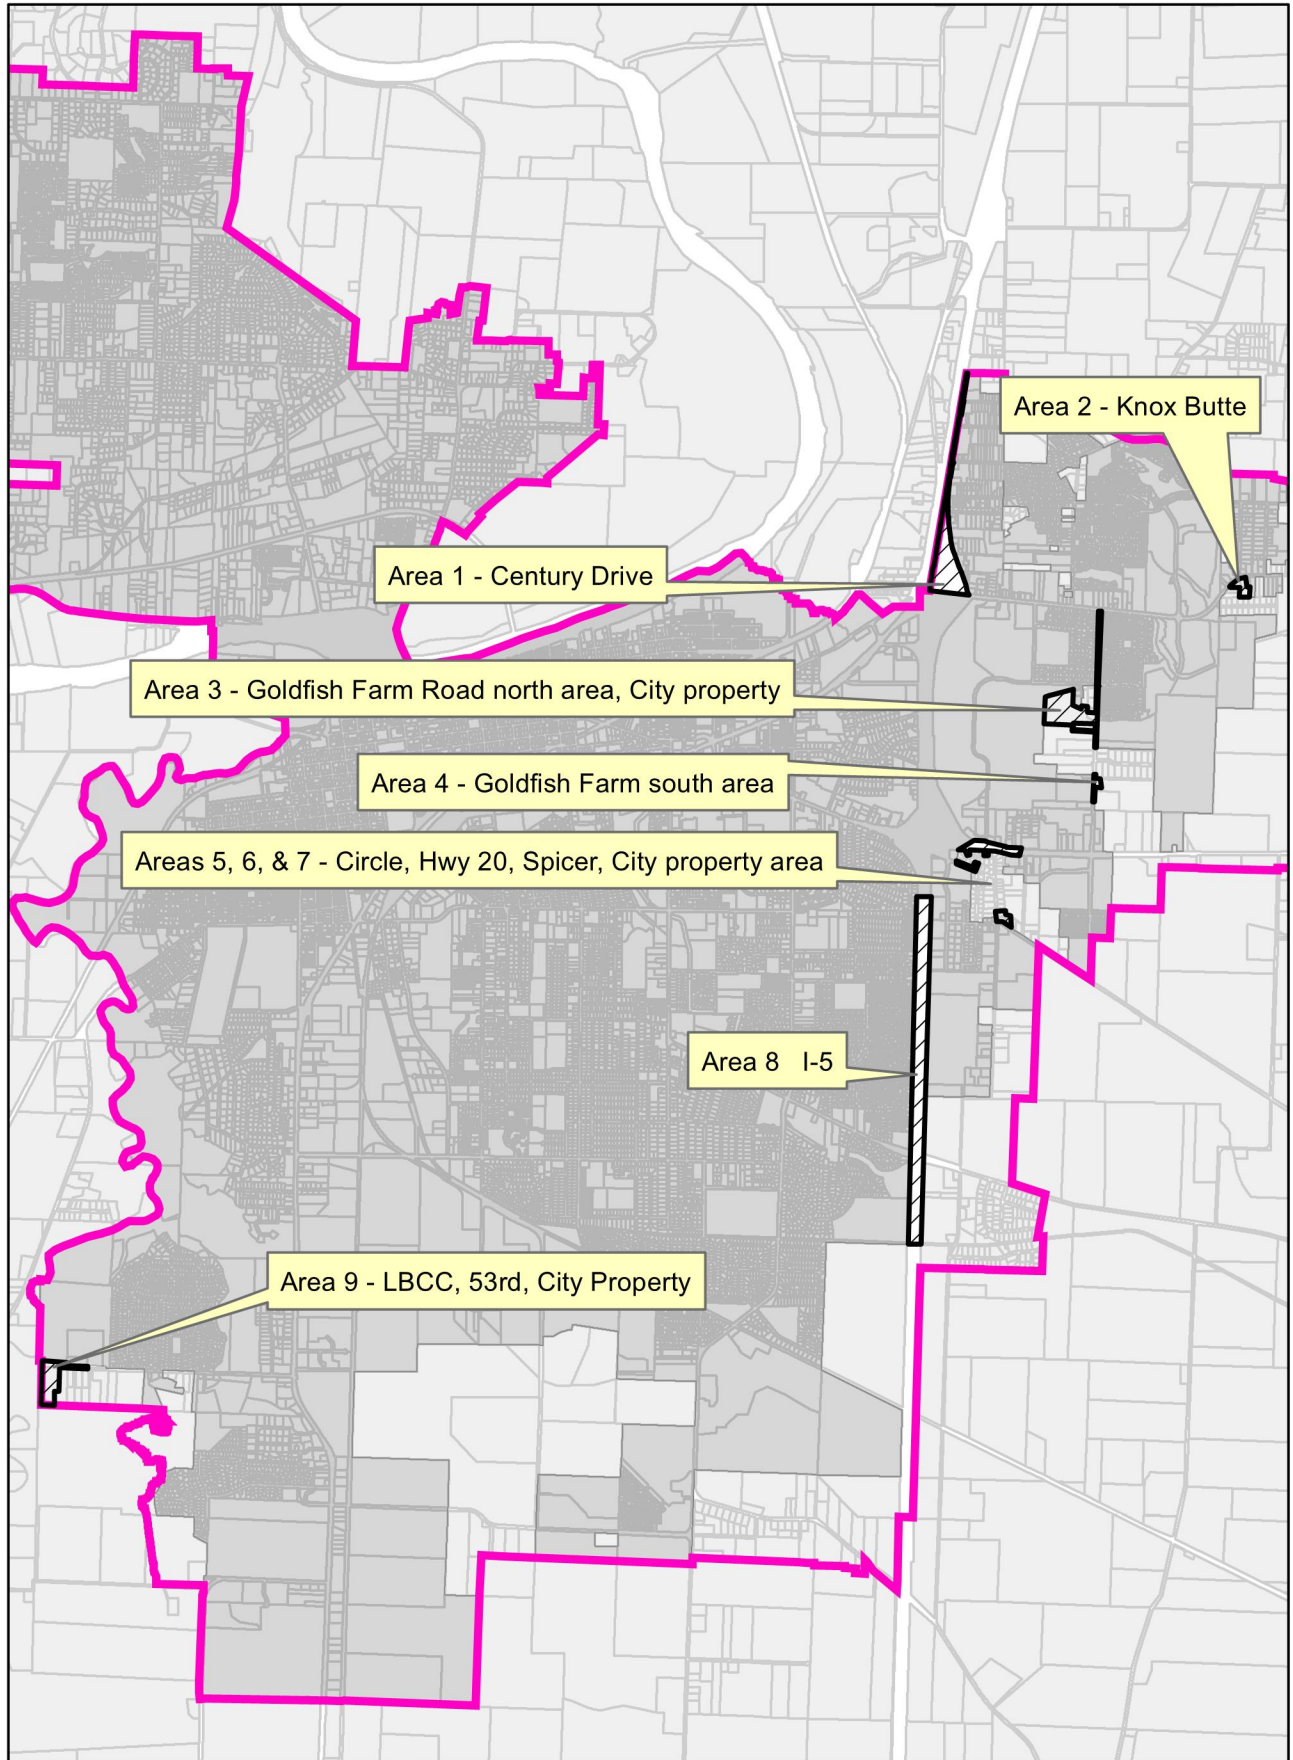 Area 2 - Knox Butte
Area 1 - Century Drive
Area 3 - Goldfish Farm Road north area, City property
Area 4 - Goldfish Farm south area
Areas 5, 6, & 7 - Circle, Hwy 20, Spicer, City property area
Area 8 I-5
Area 9 - LBCC, 53rd, City Property